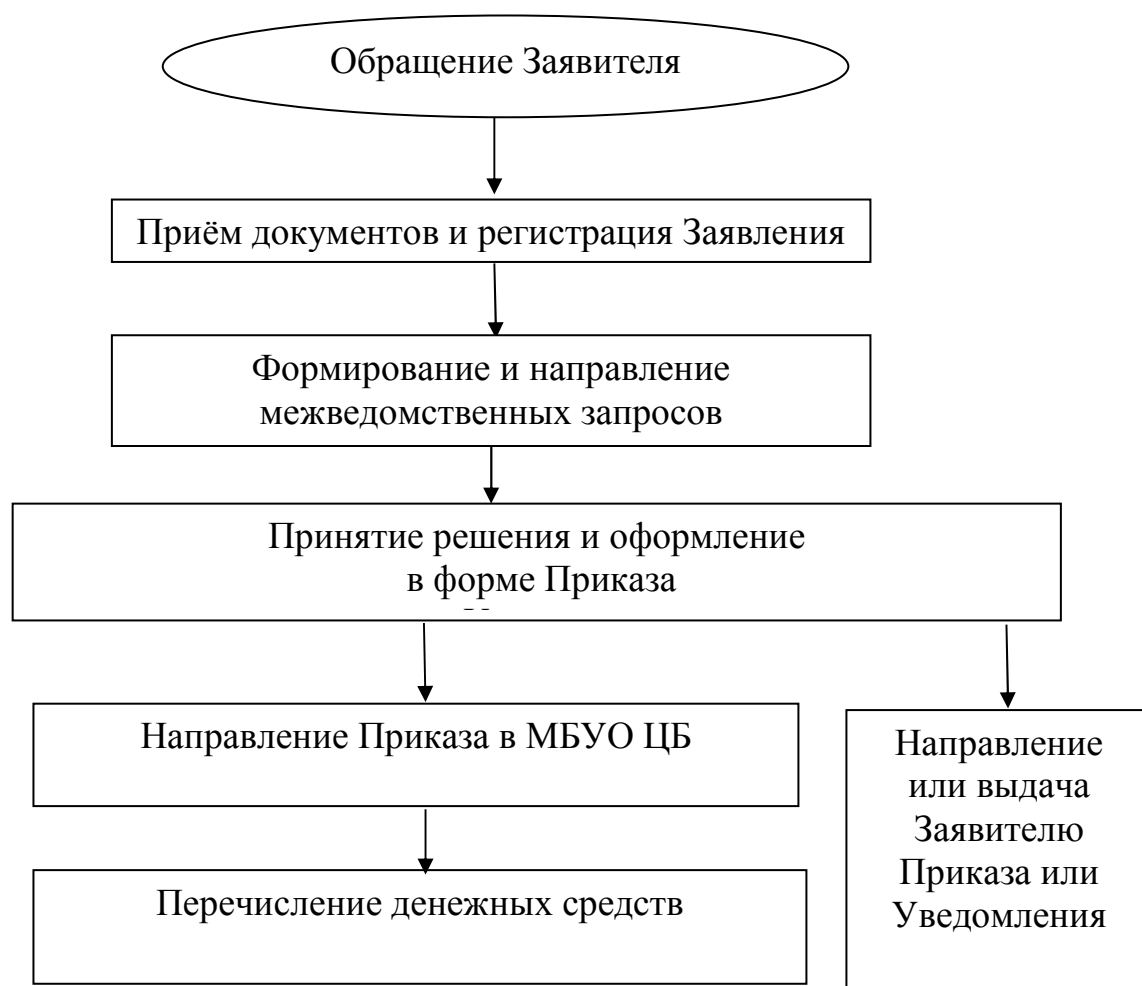 Обращение Заявителя
Приём документов и регистрация Заявления
Формирование и направление
межведомственных запросов
Принятие решения и оформление
в форме Приказа
Направление Приказа в МБУО ЦБ
Перечисление денежных средств
Направление
или выдача
Заявителю
Приказа или
Уведомления